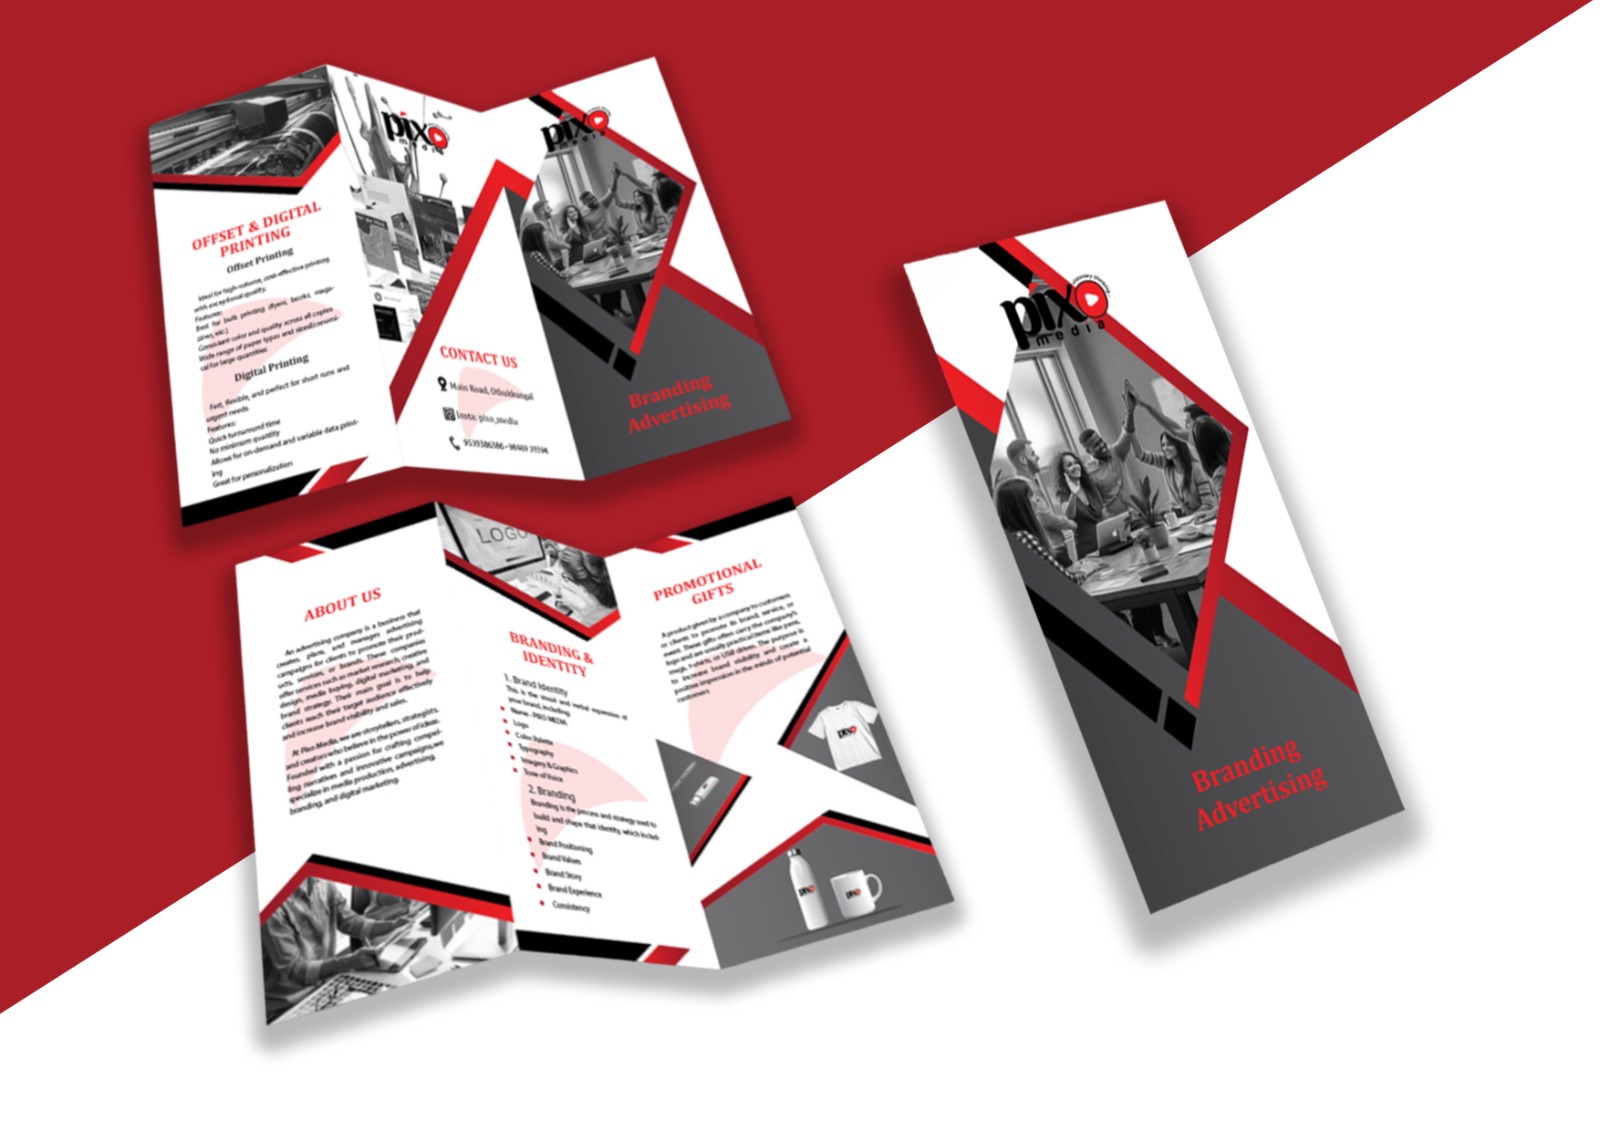 OFFSET & DIGITAL
PRINTING
Offset Printing
Ideal for high-volume, cost-effective printing
with exceptional quality.
Features:
Best for bulk printing (flyers, books, maga-
zines, etc.)
Consistent color and quality across all copies
Wide range of paper types and sizes
cal for large quantities
Digital Printing
Fast, flexible, and perfect for short runs and
urgent needs.
Features:
Quick turnaround time
No minimum quantity
Allows for on-demand and variable data print-
ing
Great for personalization
pixo
media
CONTACT US
Main Road, Othukkungal
Insta: pixo_media
pixo
media
Branding
Advertising
ABOUT US
An advertising company is a business that
creates, plans, and manages advertising
campaigns for clients to promote their prod-
ucts, services, or brands. These companies
offer services such as market research, creative
design, media buying, digital marketing, and
brand strategy. Their main goal is to help
clients reach their target audience effectively
and increase brand visibility and sales.
At Pixo Media, we are storytellers, strategists,
and creators who believe in the power of ideas.
Founded with a passion for crafting compel-
ling narratives and innovative campaigns, we
specialize in media production, advertising,
branding, and digital marketing.
LOGO
BRANDING &
IDENTITY
1. Brand Identity
This is the visual and verbal expression of
your brand, including:
Name - PIXO MEDIA
Logo
Color Palette
Typography
Imagery & Graphics
Tone of Voice
2. Branding
Branding is the process and strategy used to
build and shape that identity, which includ-
ing
Brand Positioning
Brand Values
Brand Story
Brand Experience
Consistency
PROMOTIONAL
GIFTS
A product given by a company to customers
or clients to promote its brand, service, or
event. These gifts often carry the company's
logo and are usually practical items like pens,
mugs, t-shirts, or USB drives. The purpose is
to increase brand visibility and create a
positive impression in the minds of potential
customers
pixo
pixo
pixo
pixo
media
Branding
Advertising